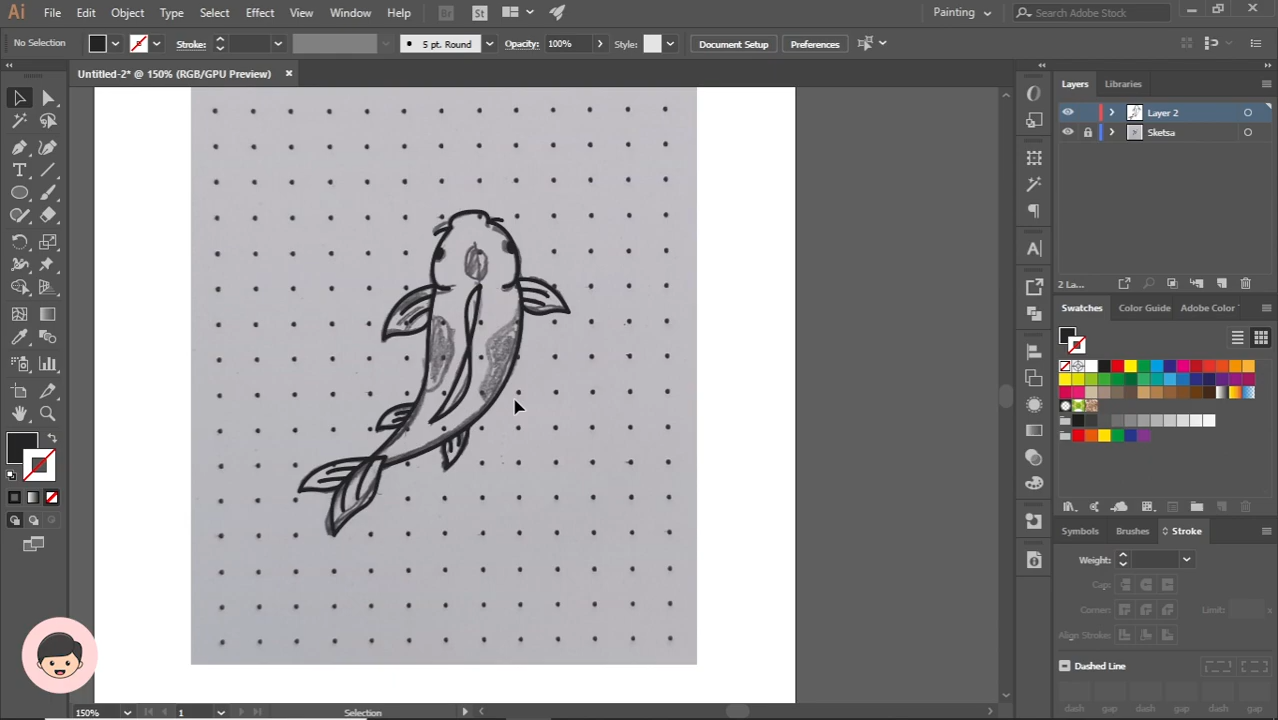 Ai File Edit Object Type Select Effect View Window Help Br St Painting Search Adobe Stock
No Selection Stroke: 5 pt. Round Opacity: 100% Style: Document Setup Preferences
Untitled-2* @ 150% (RGB/GPU Preview) ×
Layers Libraries
Layer 2
Sketsa
2 La...
Swatches Color Guide Adobe Color
Symbols Brushes Stroke
Weight:
Caps:
Corner: Limit: x
Align Stroke:
Dashed Line
dash gap dash gap dash gap
150% 1 Selection